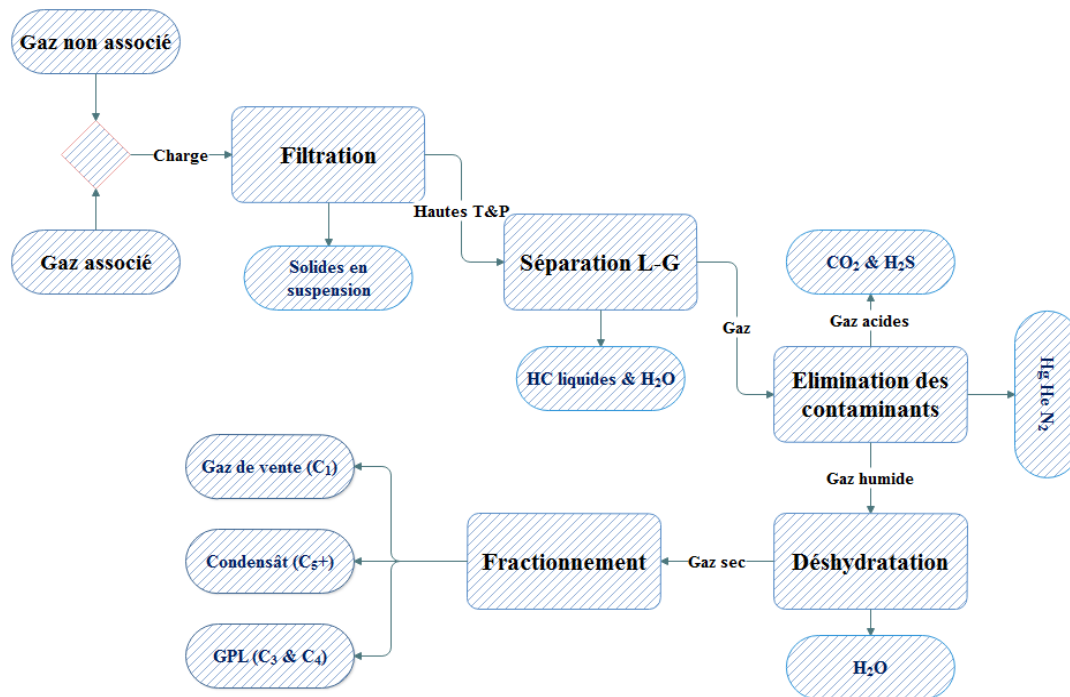 Gaz non associé
Charge
Filtration
Gaz associé
Solides en
suspension
Hautes T&P
Séparation L-G
HC liquides & H₂O
Gaz
CO₂ & H₂S
Gaz acides
Elimination des
contaminants
Hg He N₂
Gaz humide
Déshydratation
H₂O
Gaz sec
Fractionnement
Gaz de vente (C₁)
Condensât (C₅+)
GPL (C₃ & C₄)